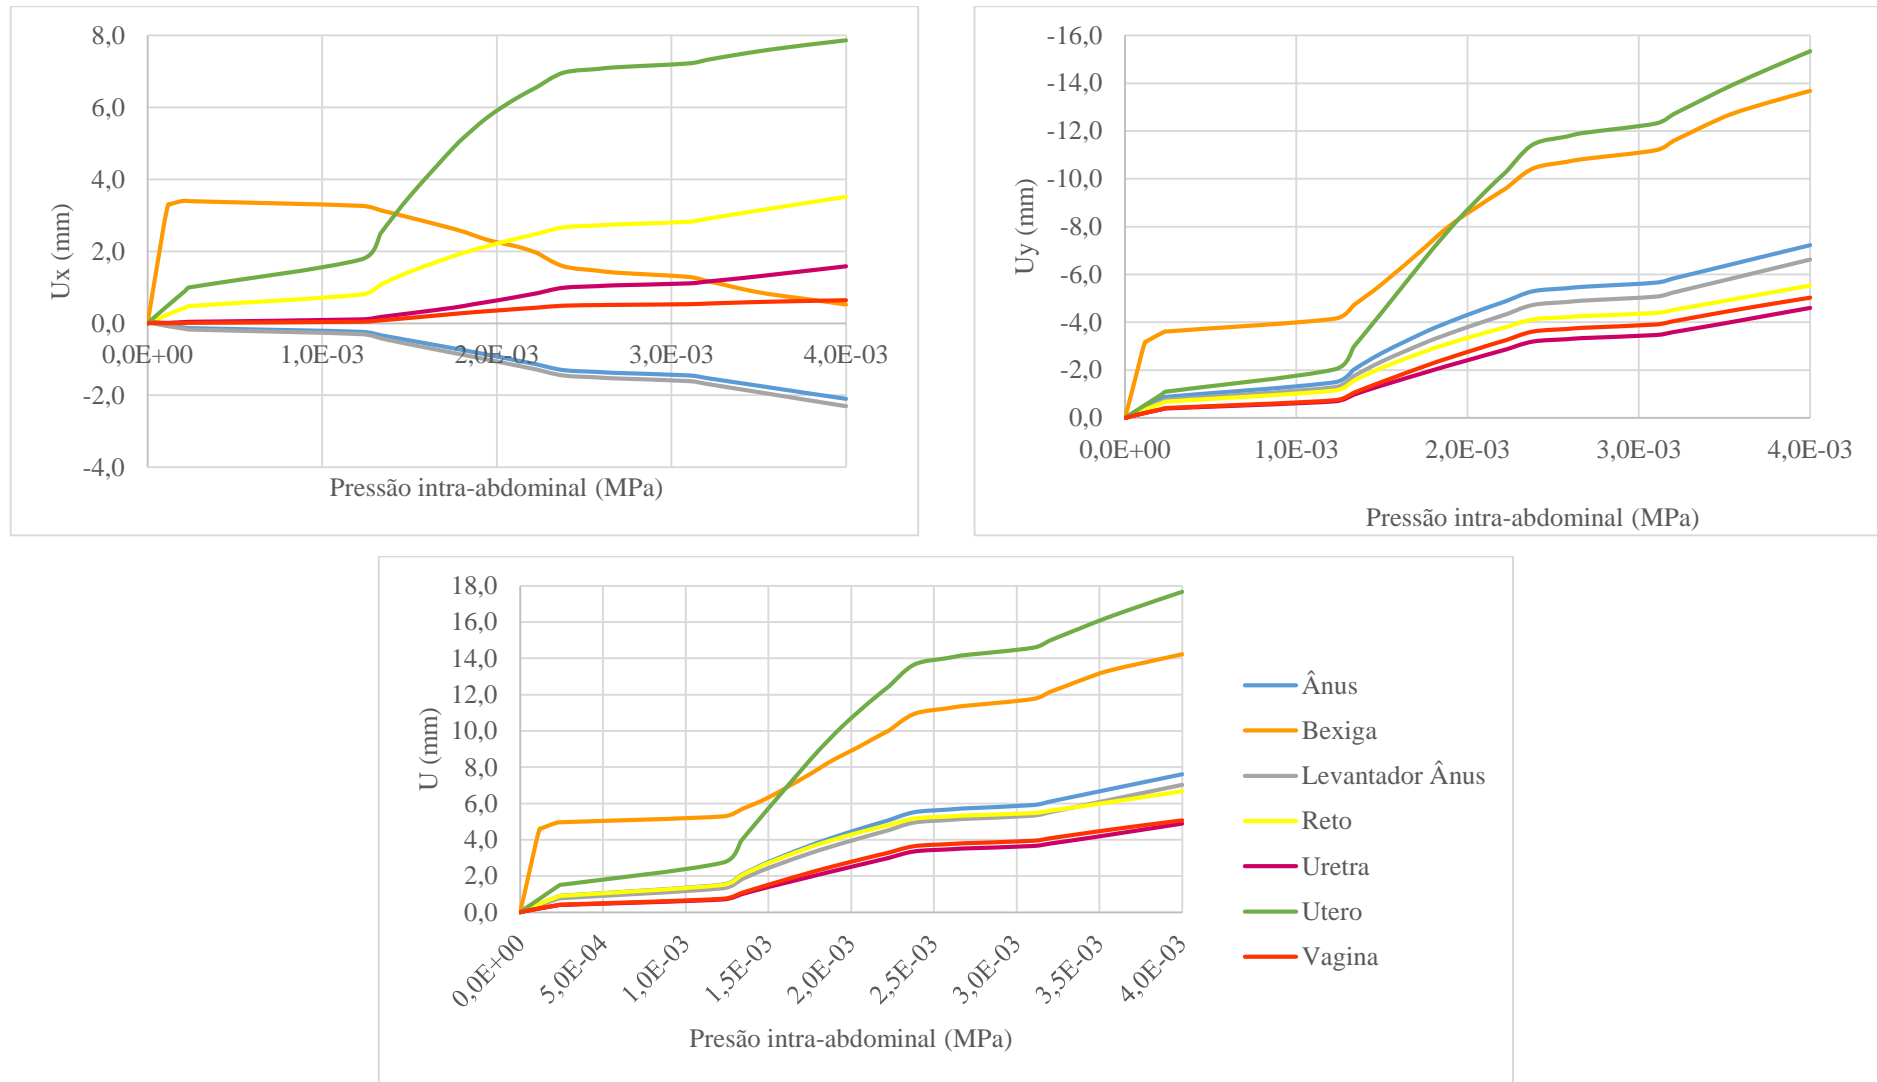 8,0
6,0
4,0
2,0
0,0
-2,0
-4,0
0,0E+00
1,0E-03
2,0E-03
3,0E-03
4,0E-03
Ux (mm)
Pressão intra-abdominal (MPa)
-16,0
-14,0
-12,0
-10,0
-8,0
-6,0
-4,0
-2,0
0,0
0,0E+00
1,0E-03
2,0E-03
3,0E-03
4,0E-03
Uy (mm)
Pressão intra-abdominal (MPa)
18,0
16,0
14,0
12,0
10,0
8,0
6,0
4,0
2,0
0,0
0,0E+00
5,0E-04
1,0E-03
1,5E-03
2,0E-03
2,5E-03
3,0E-03
3,5E-03
4,0E-03
U (mm)
Presão intra-abdominal (MPa)
Ânus
Bexiga
Levantador Ânus
Reto
Uretra
Utero
Vagina